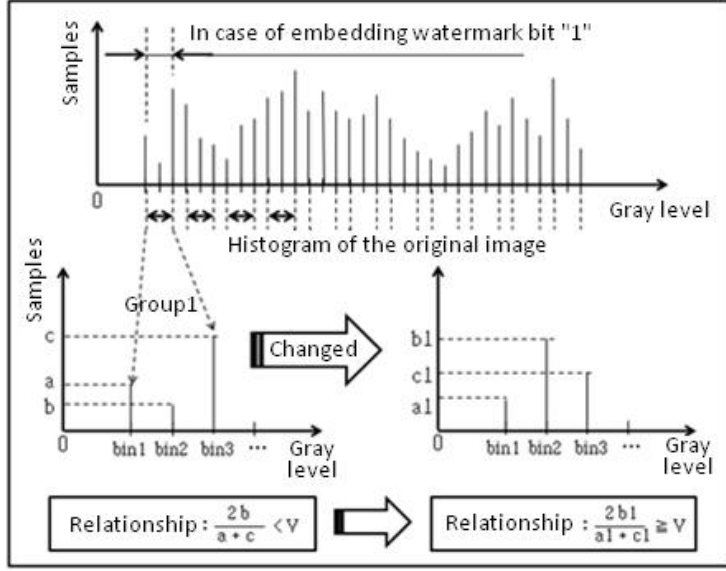 In case of embedding watermark bit "1"
Samples
0
Gray level
Histogram of the original image
Samples
Group1
c
a
b
0
bin1 bin2 bin3 ...
Gray level
Changed
b1
c1
a1
0
bin1 bin2 bin3 ...
Gray level
Relationship: 2b / a + c < V
Relationship: 2b1 / a1 + c1 ≧ V